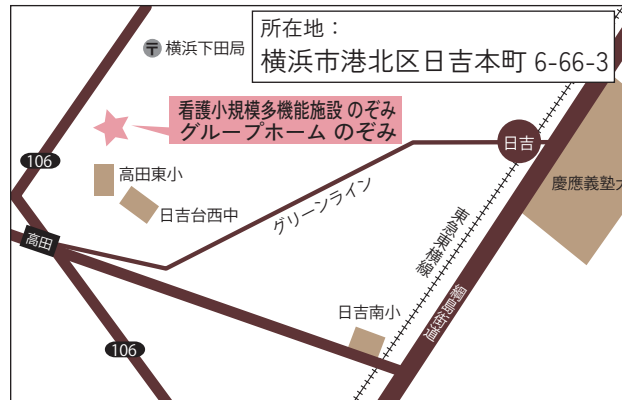 所在地：
横浜市港北区日吉本町 6-66-3
〒 横浜下田局
看護小規模多機能施設 のぞみ
グループホーム のぞみ
日吉
106
高田東小
慶應義塾大
日吉台西中
グリーンライン
東急東横線
高田
綱島街道
日吉南小
106